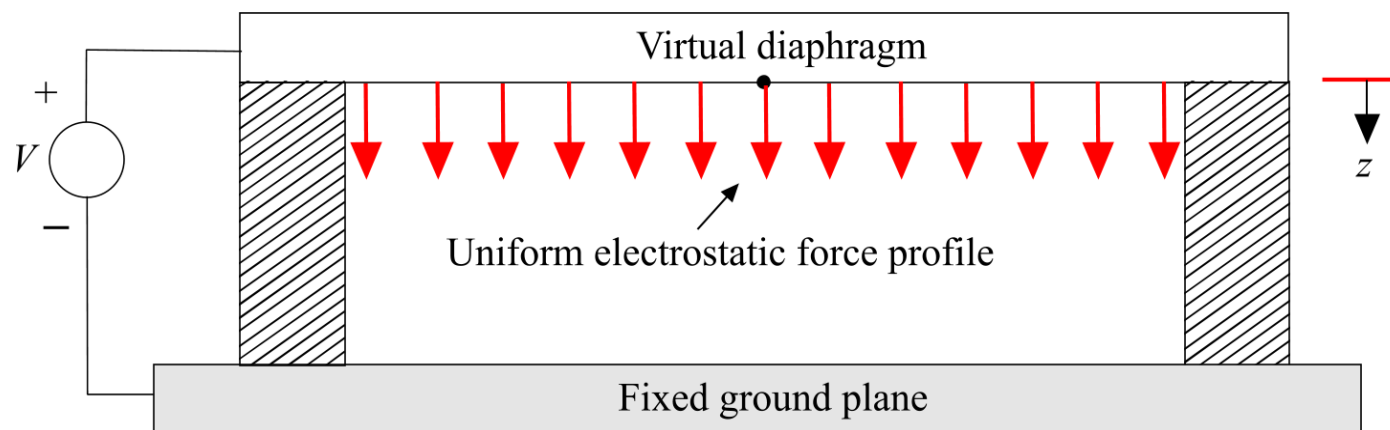 Virtual diaphragm
+
V
−
z
Uniform electrostatic force profile
Fixed ground plane